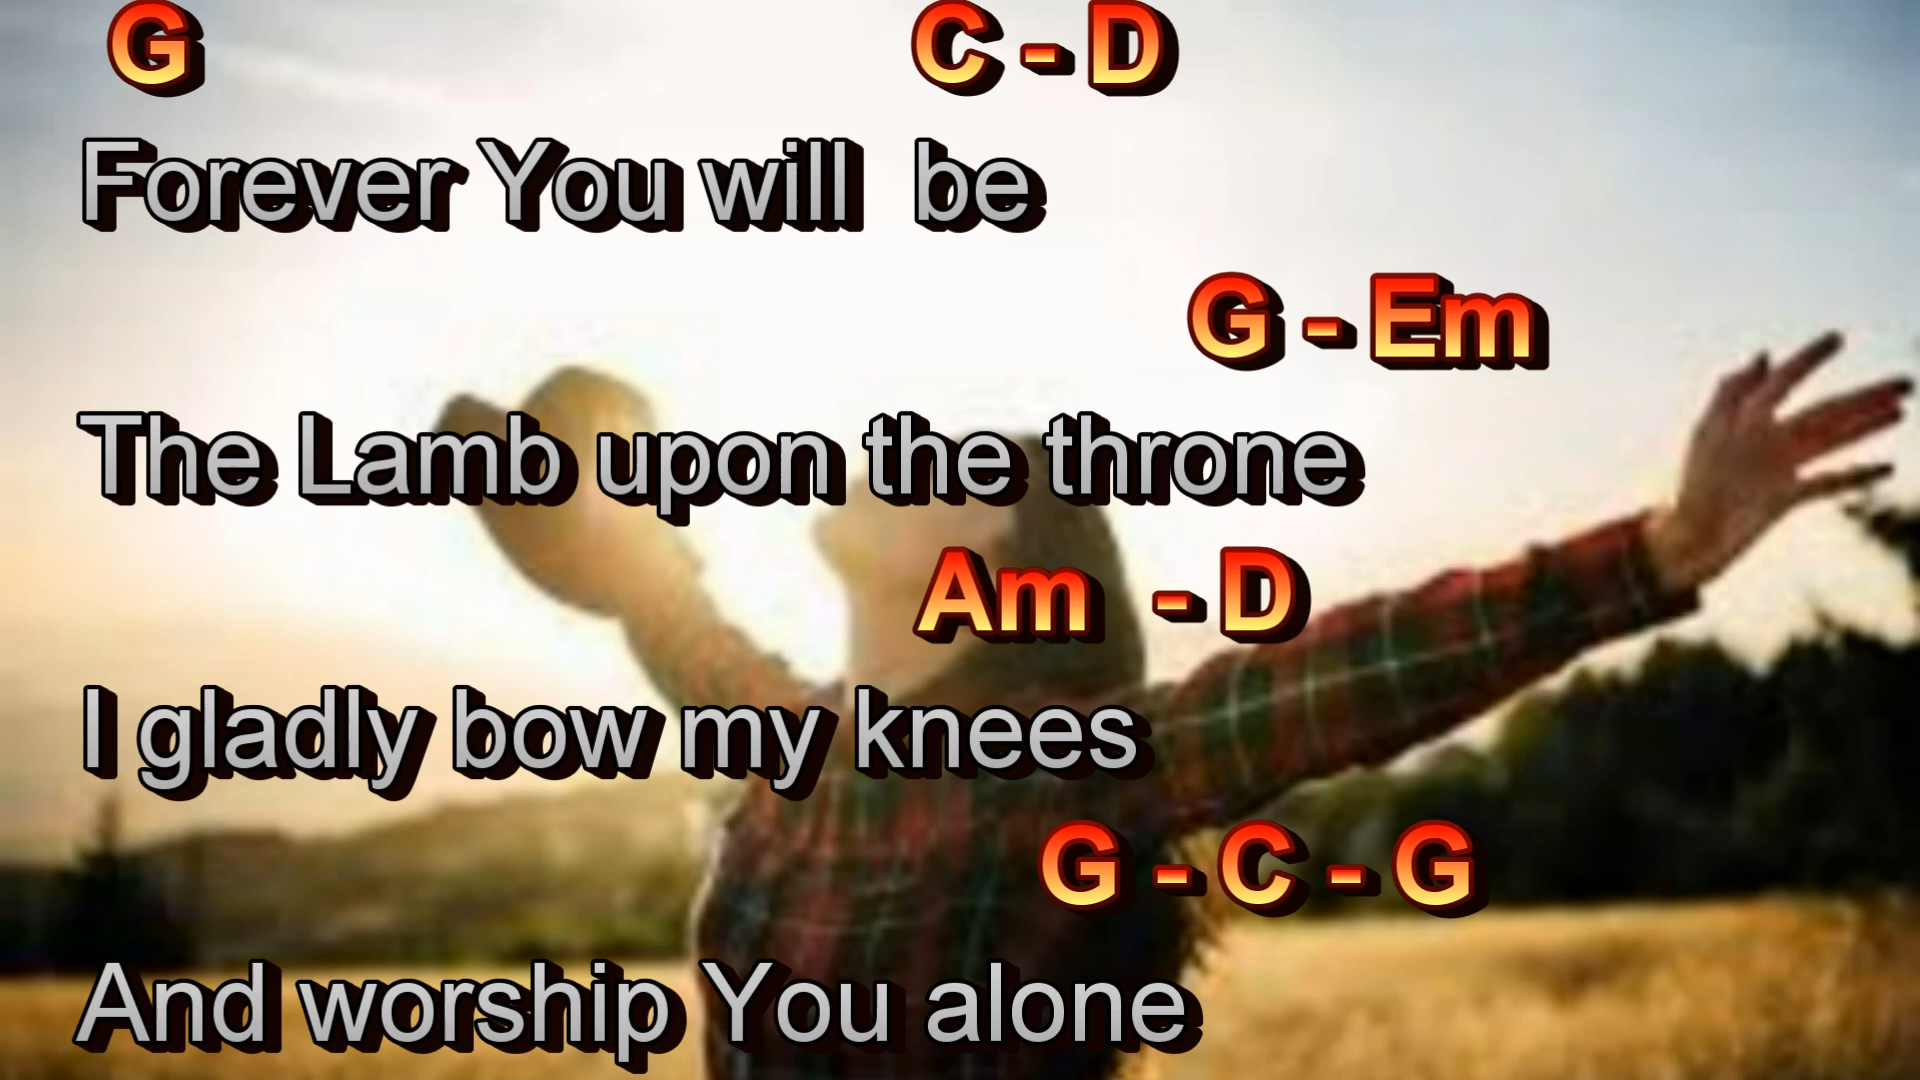 G C - D
Forever You will be
G - Em
The Lamb upon the throne
Am - D
I gladly bow my knees
G - C - G
And worship You alone